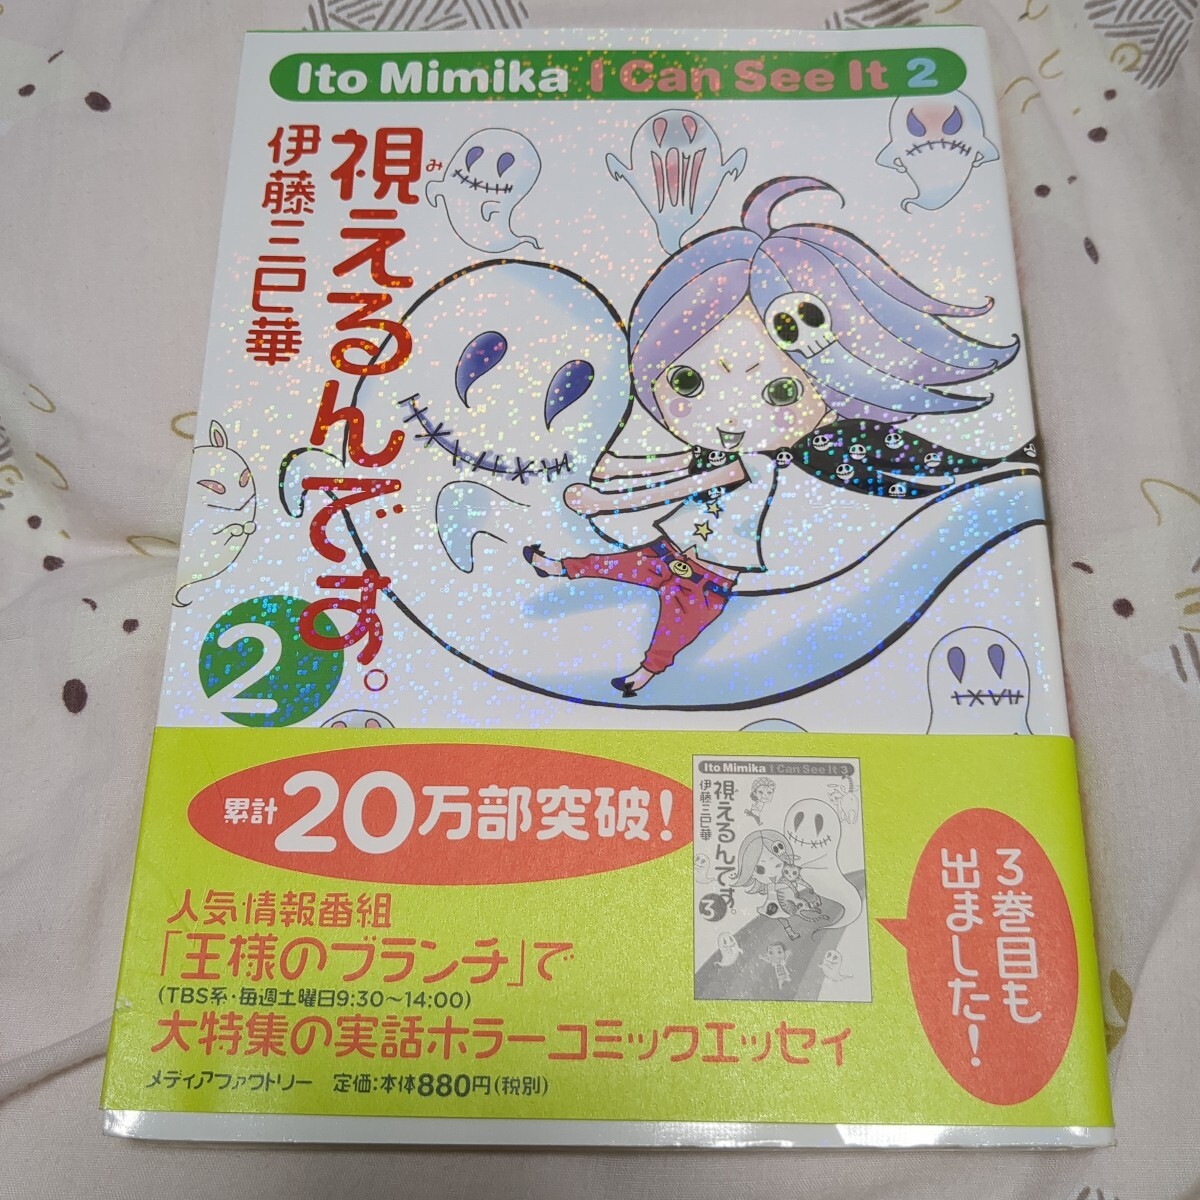 Ito Mimika I Can See It 2
視えるんです。
み
伊藤三巳華
2
累計20万部突破!
Ito Mimika I Can See It 3
視えるんです。
伊藤三巳華
3
3巻目も
出ました!
人気情報番組
「王様のブランチ」で
(TBS系・毎週土曜日9:30〜14:00)
大特集の実話ホラーコミックエッセイ
メディアファクトリー 定価:本体880円(税別)